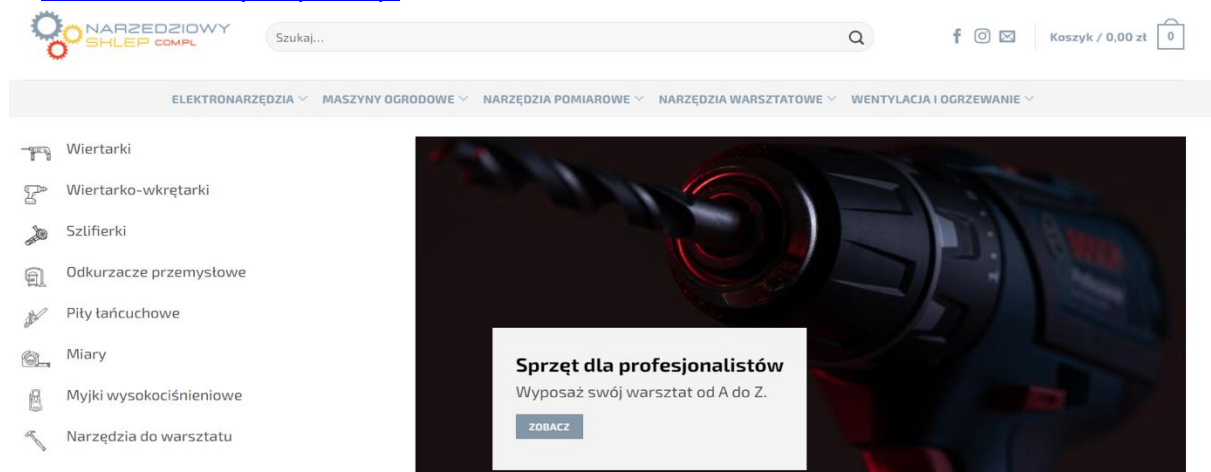 NARZEDZIOWY
SHLEP COMPL
Szukaj...
Koszyk / 0,00 zł 0
ELEKTRONARZĘDZIA MASZYNY OGRODOWE NARZĘDZIA POMIAROWE NARZĘDZIA WARSZTATOWE WENTYLACJA I OGRZEWANIE
Wiertarki
Wiertarko-wkrętarki
Szlifierki
Odkurzacze przemysłowe
Piły łańcuchowe
Miary
Myjki wysokociśnieniowe
Narzędzia do warsztatu
Sprzęt dla profesjonalistów
Wyposaż swój warsztat od A do Z.
ZOBACZ